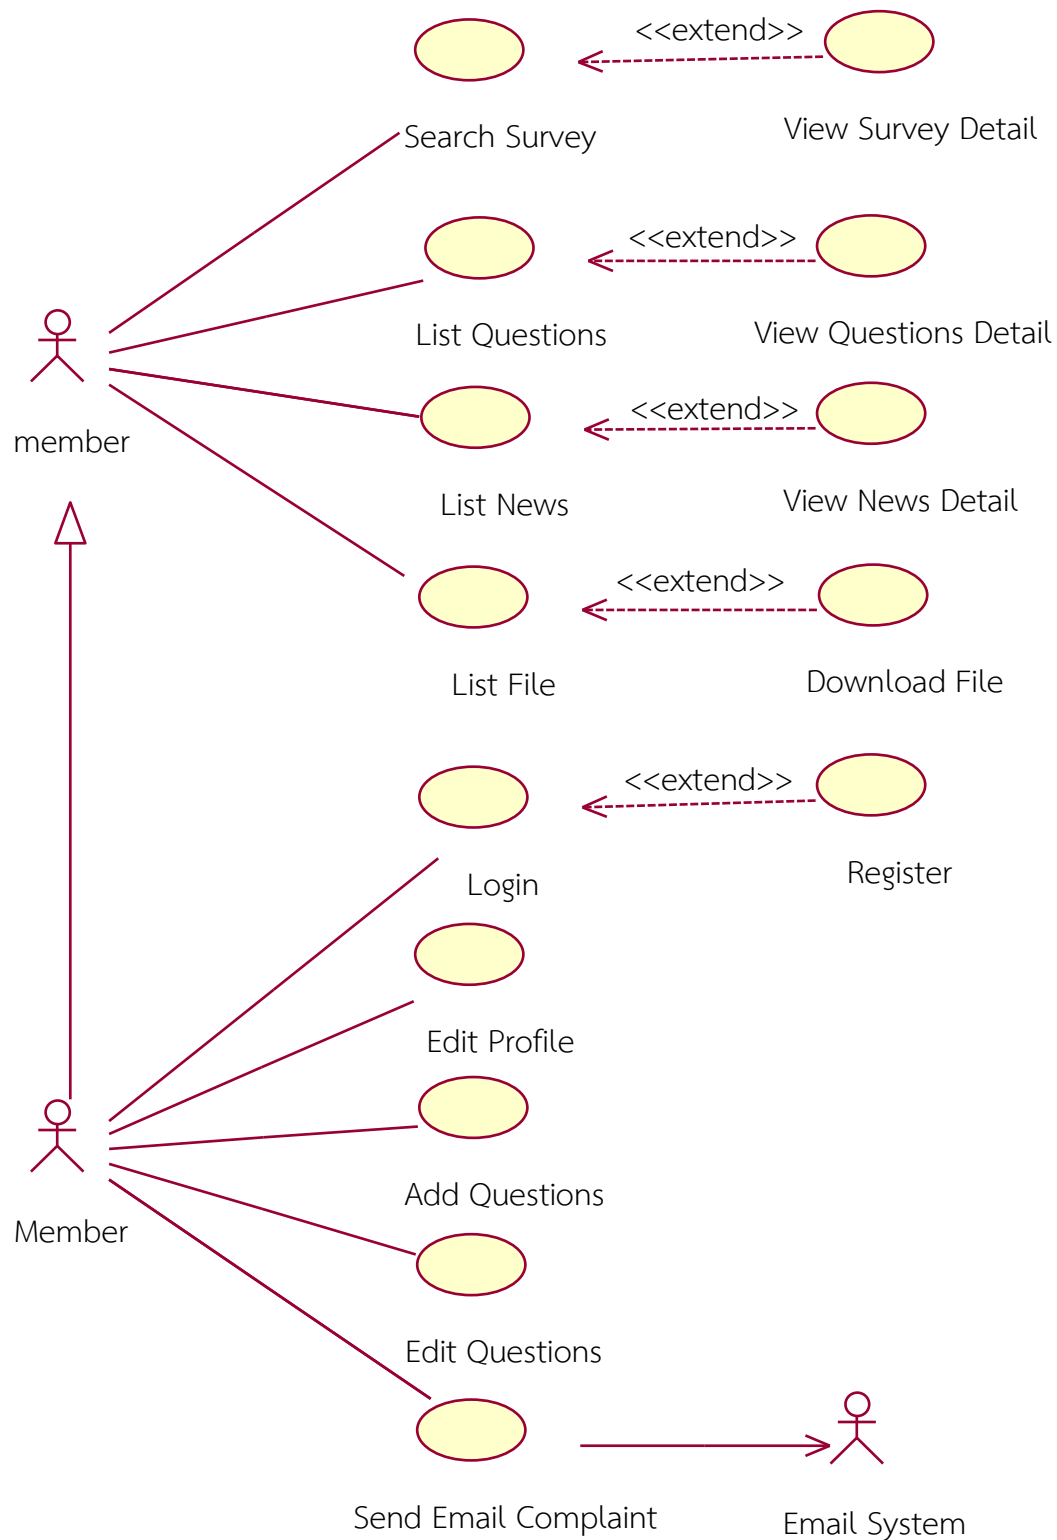 <<extend>>
Search Survey
View Survey Detail
<<extend>>
List Questions
View Questions Detail
member
<<extend>>
List News
View News Detail
<<extend>>
List File
Download File
<<extend>>
Login
Register
Edit Profile
Add Questions
Member
Edit Questions
Send Email Complaint
Email System